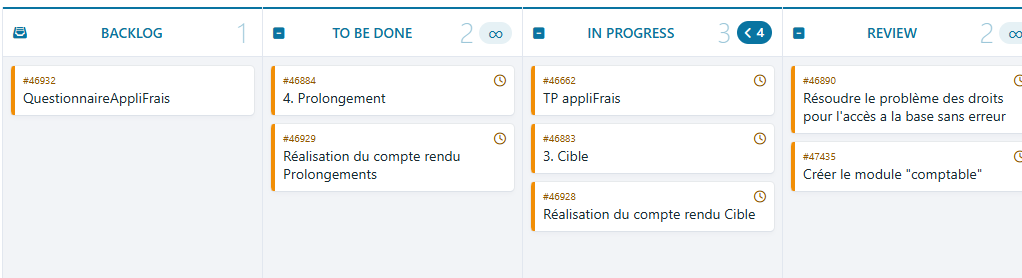 BACKLOG 1
#46932
QuestionnaireAppliFrais
TO BE DONE 2 ∞
#46884
4. Prolongement
#46929
Réalisation du compte rendu
Prolongements
IN PROGRESS 3 < 4
#46662
TP appliFrais
#46883
3. Cible
#46928
Réalisation du compte rendu Cible
REVIEW 2 ∞
#46890
Résoudre le problème des droits
pour l'accès a la base sans erreur
#47435
Créer le module "comptable"